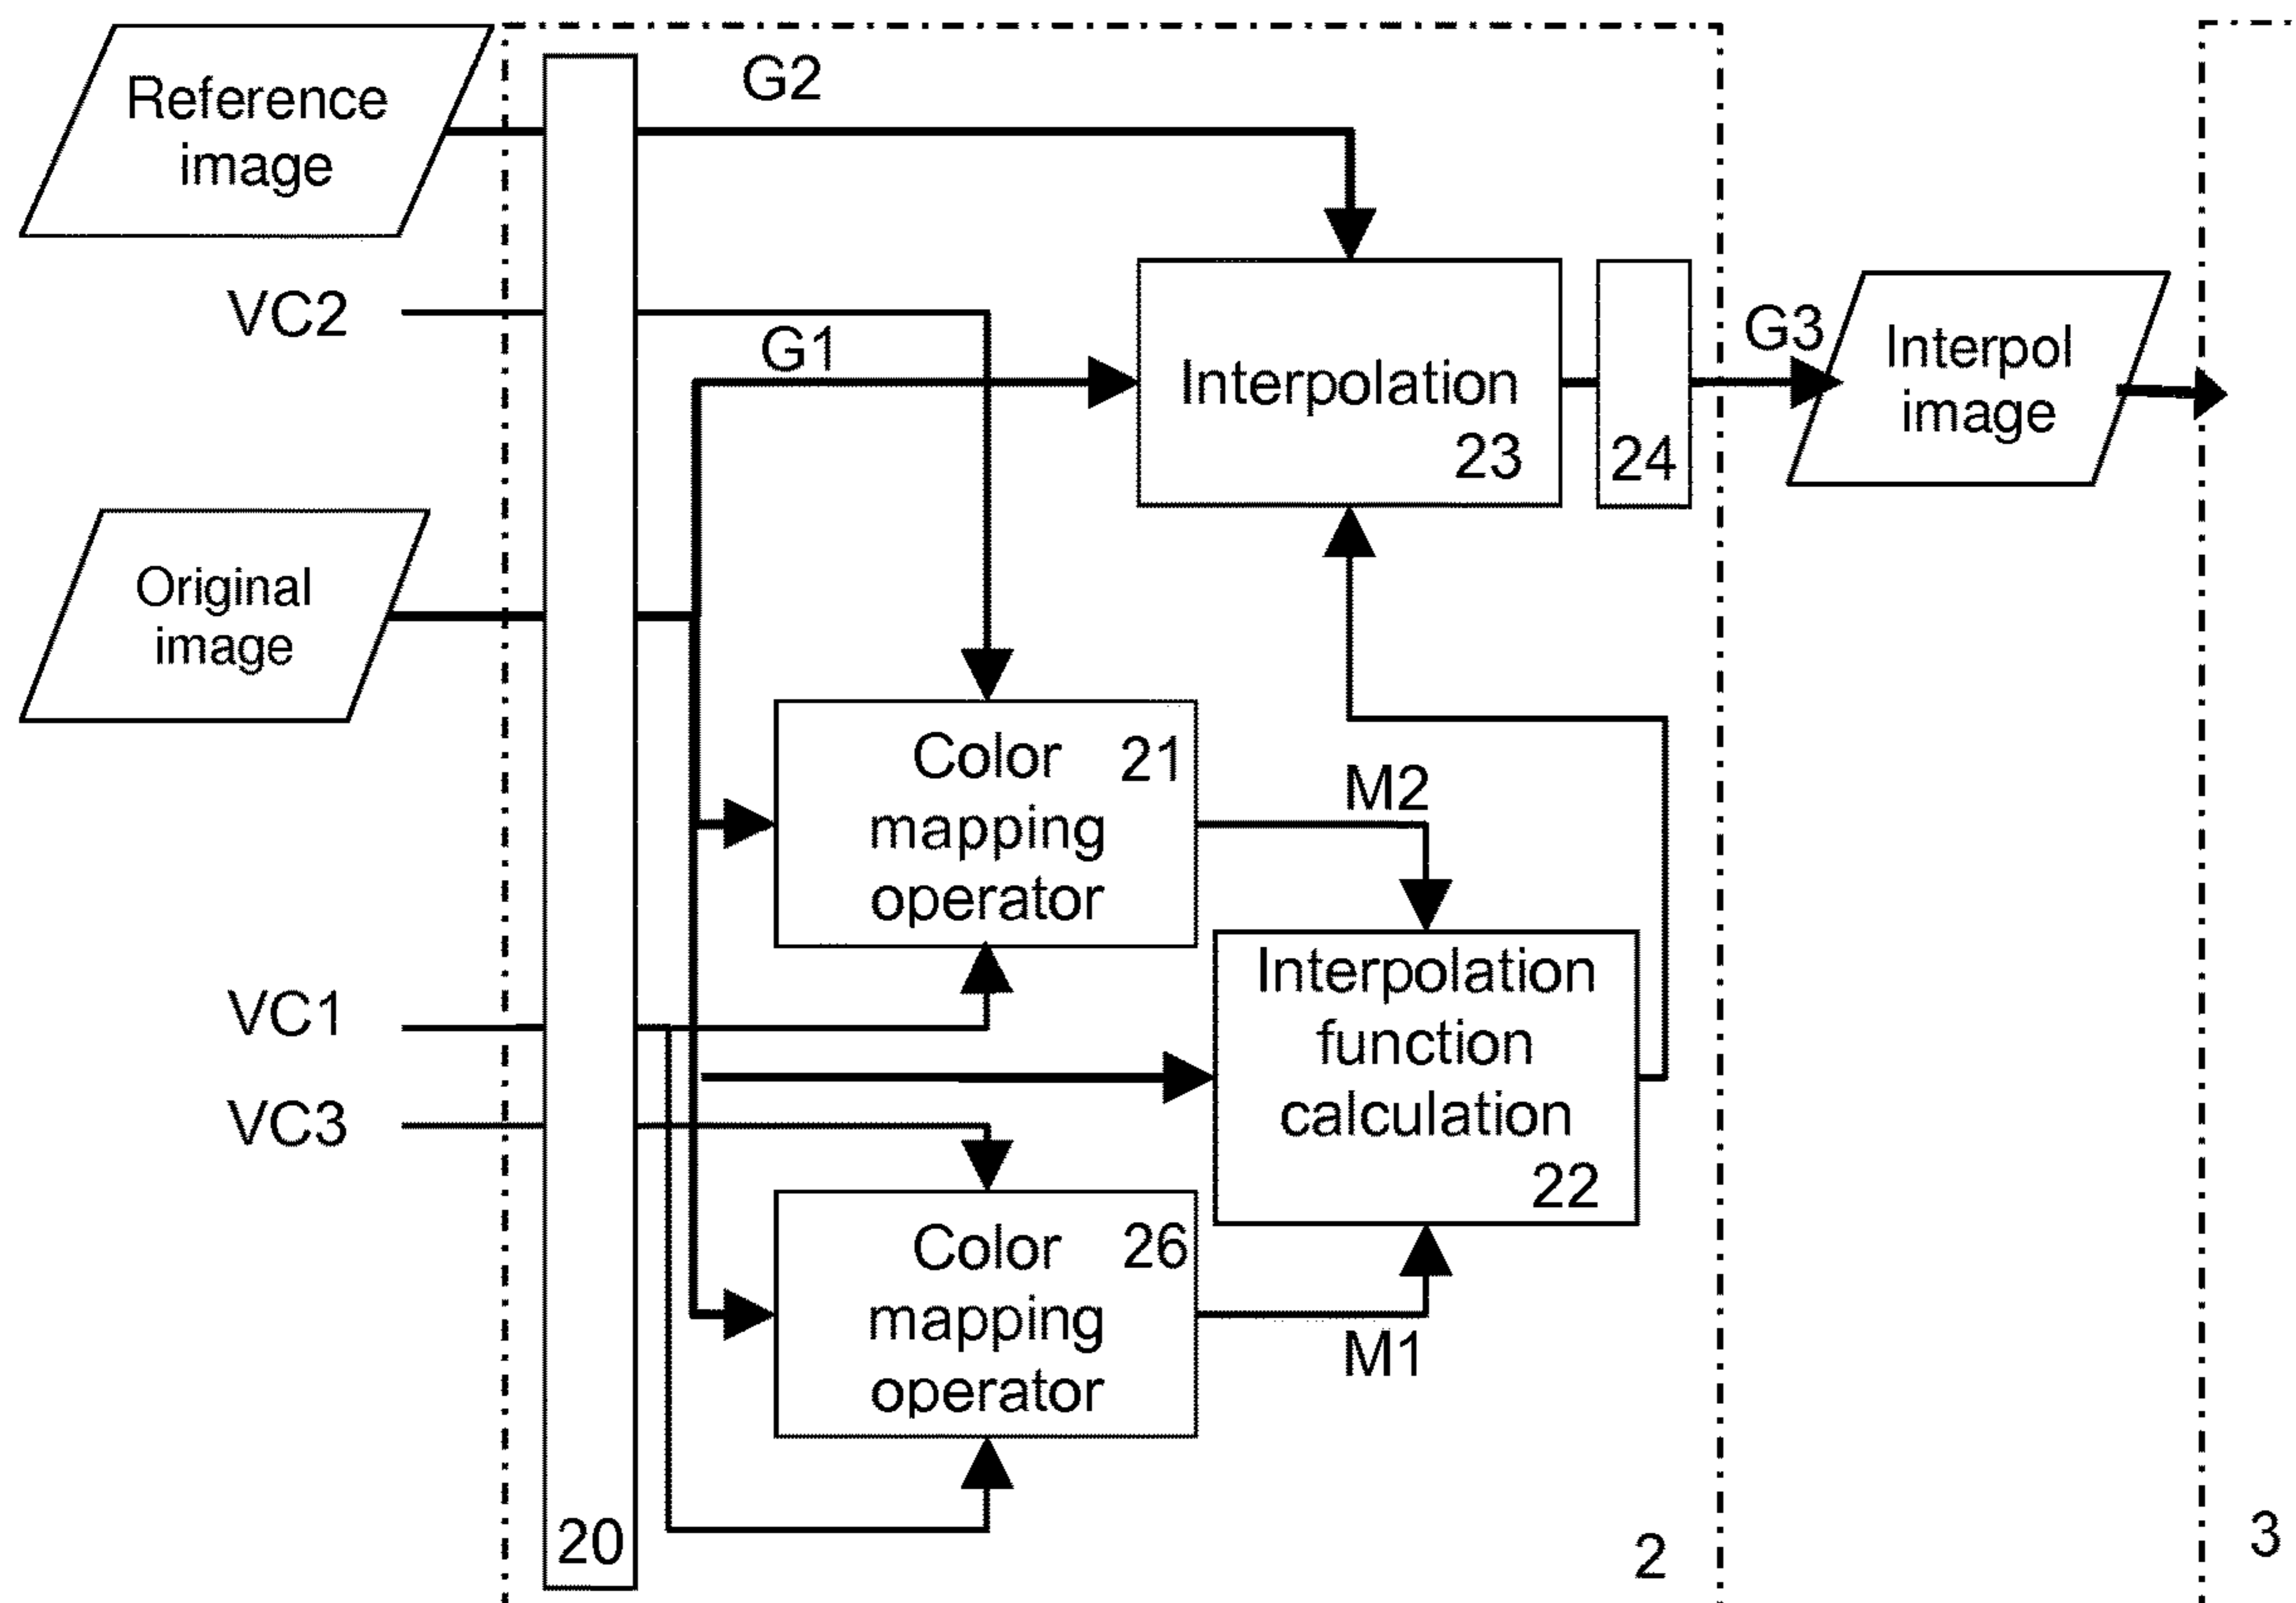 G2
Reference
image
VC2
G1
Interpolation
23
24
G3
Interpol
image
Original
image
Color
mapping
operator
21
M2
VC1
VC3
Interpolation
function
calculation
22
Color
mapping
operator
26
M1
20
2
3